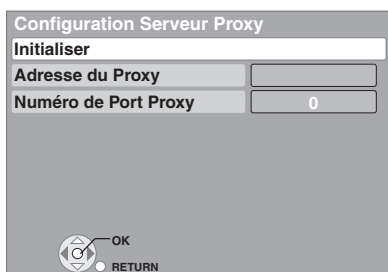 Configuration Serveur Proxy
Initialiser
Adresse du Proxy
Numéro de Port Proxy 0
OK
RETURN